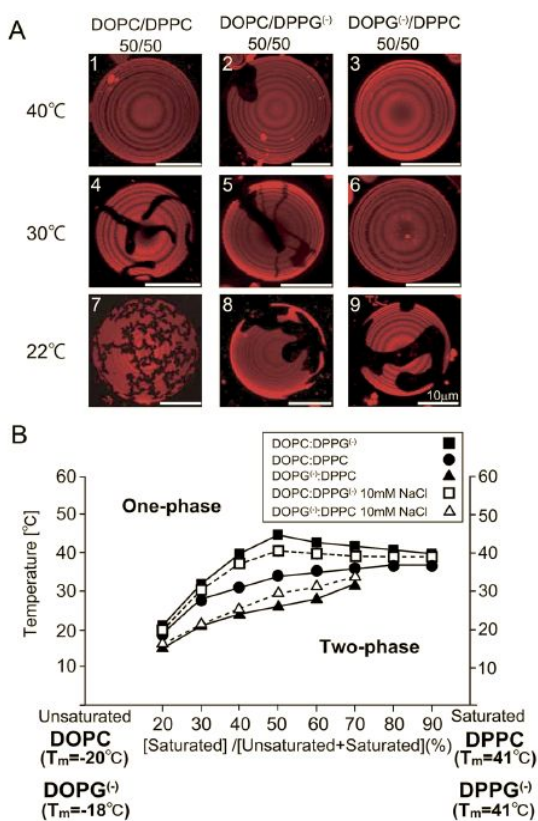 A
DOPC/DPPC DOPC/DPPG(-) DOPG(-)/DPPC
50/50 50/50 50/50
40℃ 1 2 3
30℃ 4 5 6
22℃ 7 8 9
10μm
B
DOPC:DPPG(-)
DOPC:DPPC
DOPG(-):DPPC
DOPC:DPPG(-) 10mM NaCl
DOPG(-):DPPC 10mM NaCl
One-phase
Two-phase
Temperature [℃]
60 60
50 50
40 40
30 30
20 20
10 10
20 30 40 50 60 70 80 90
[Saturated] /[Unsaturated+Saturated](%)
Unsaturated Saturated
DOPC DPPC
(Tm=-20℃) (Tm=41℃)
DOPG(-) DPPG(-)
(Tm=-18℃) (Tm=41℃)